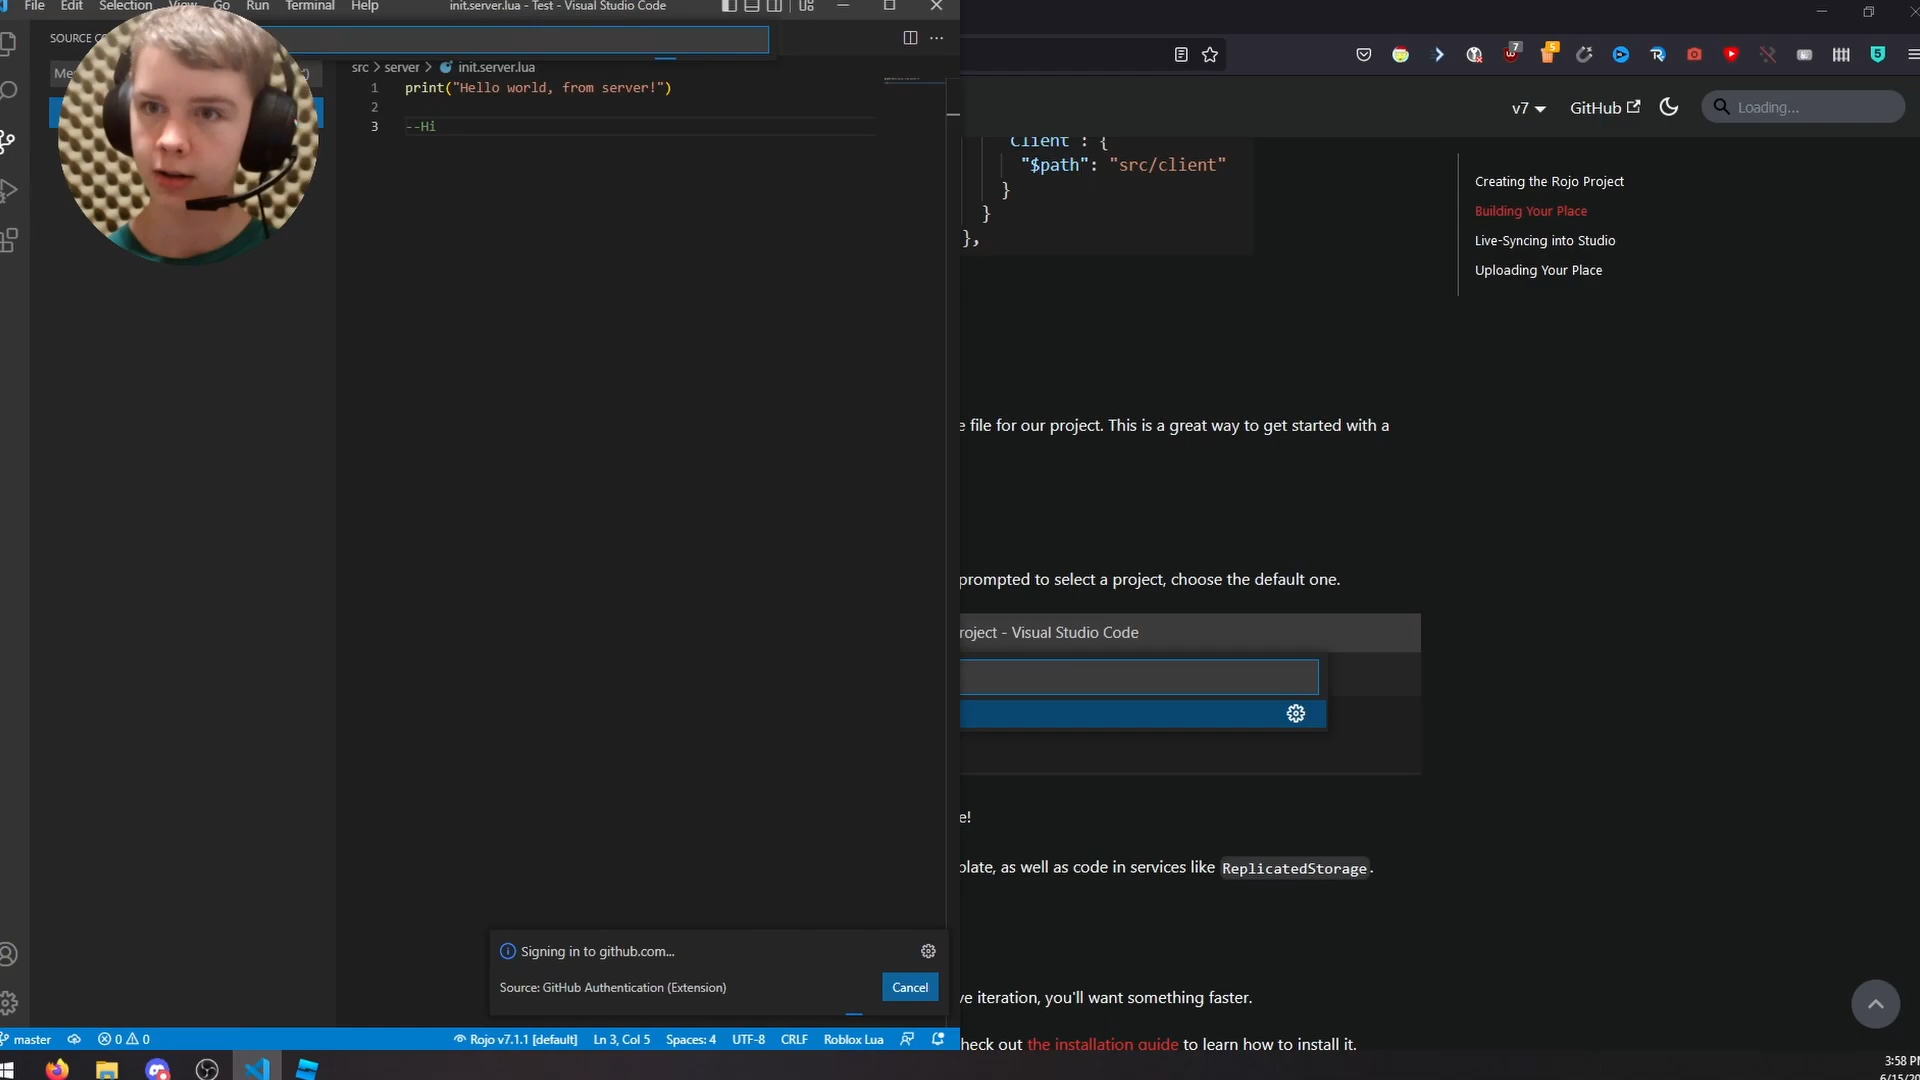 File Edit Selection View Go Run Terminal Help
init.server.lua - Test - Visual Studio Code
SOURCE CO
src > server > init.server.lua
1 print("Hello world, from server!")
2
3 --Hi
Signing in to github.com...
Source: GitHub Authentication (Extension)
Cancel
master
0 0
Rojo v7.1.1 [default]
Ln 3, Col 5
Spaces: 4
UTF-8
CRLF
Roblox Lua
7
5
5
v7
GitHub
Loading...
client : {
"$path": "src/client"
}
}
},
Creating the Rojo Project
Building Your Place
Live-Syncing into Studio
Uploading Your Place
e file for our project. This is a great way to get started with a
prompted to select a project, choose the default one.
roject - Visual Studio Code
e!
plate, as well as code in services like ReplicatedStorage.
ve iteration, you'll want something faster.
heck out the installation guide to learn how to install it.
3:58 PM
6/15/20